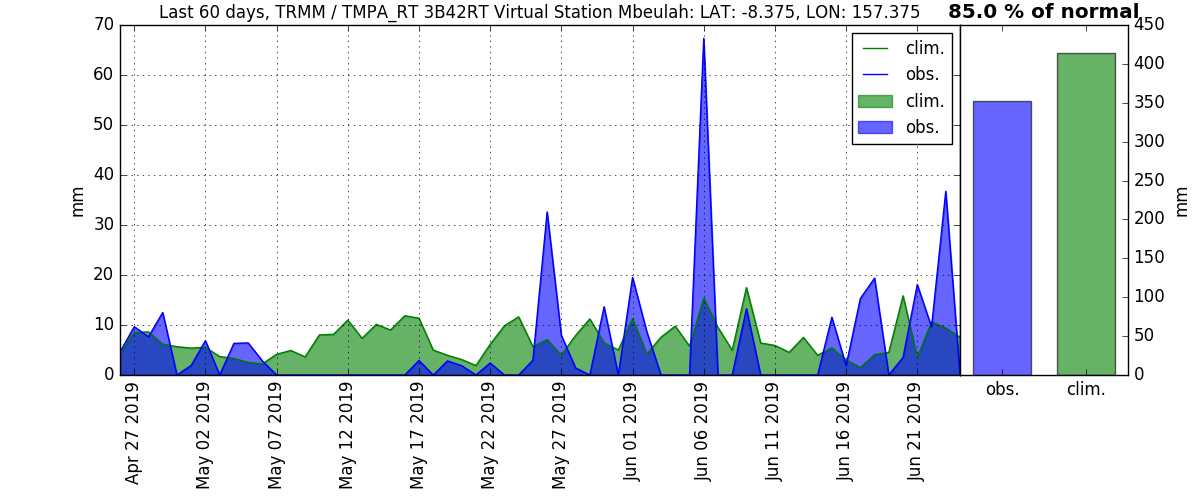 Last 60 days, TRMM / TMPA_RT 3B42RT Virtual Station Mbeulah: LAT: -8.375, LON: 157.375
85.0 % of normal
70
60
50
40
30
20
10
0
mm
clim.
obs.
clim.
obs.
450
400
350
300
250
200
150
100
50
0
mm
obs.
clim.
Apr 27 2019
May 02 2019
May 07 2019
May 12 2019
May 17 2019
May 22 2019
May 27 2019
Jun 01 2019
Jun 06 2019
Jun 11 2019
Jun 16 2019
Jun 21 2019